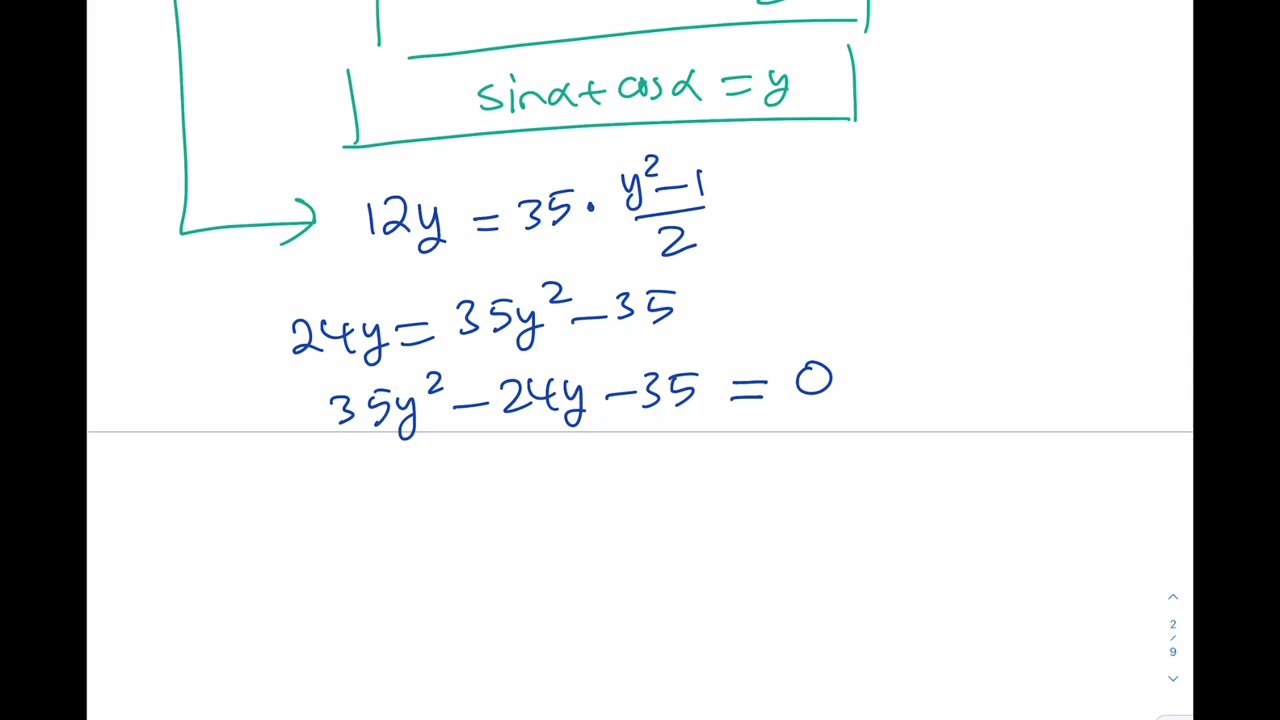 sinα + cosα = y
12y = 35 · (y² − 1)/2
24y = 35y² − 35
35y² − 24y − 35 = 0
2
/
9